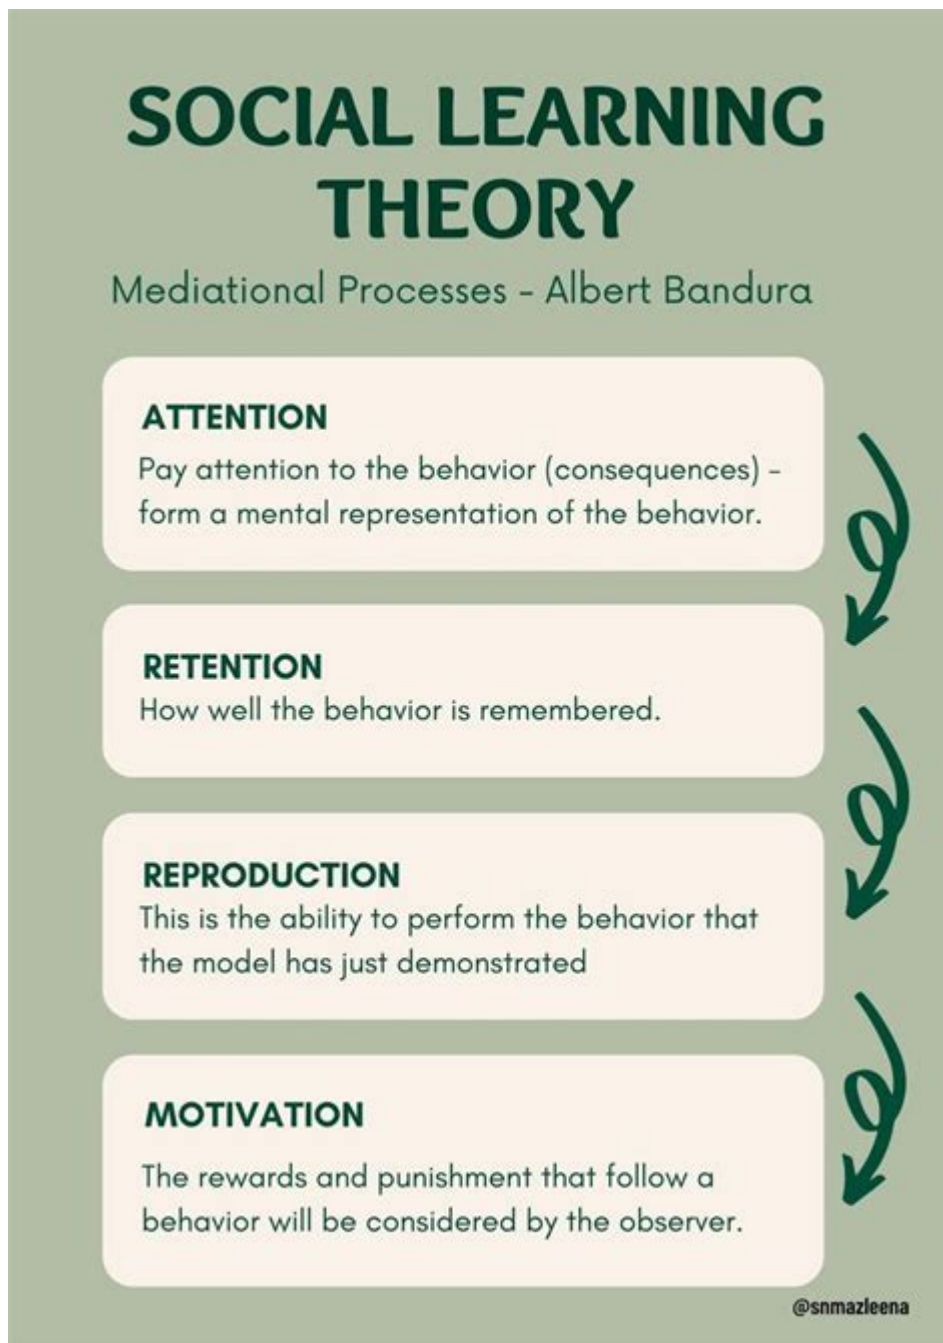 SOCIAL LEARNING
THEORY
Mediational Processes - Albert Bandura
ATTENTION
Pay attention to the behavior (consequences) -
form a mental representation of the behavior.
RETENTION
How well the behavior is remembered.
REPRODUCTION
This is the ability to perform the behavior that
the model has just demonstrated
MOTIVATION
The rewards and punishment that follow a
behavior will be considered by the observer.
@snmazleena